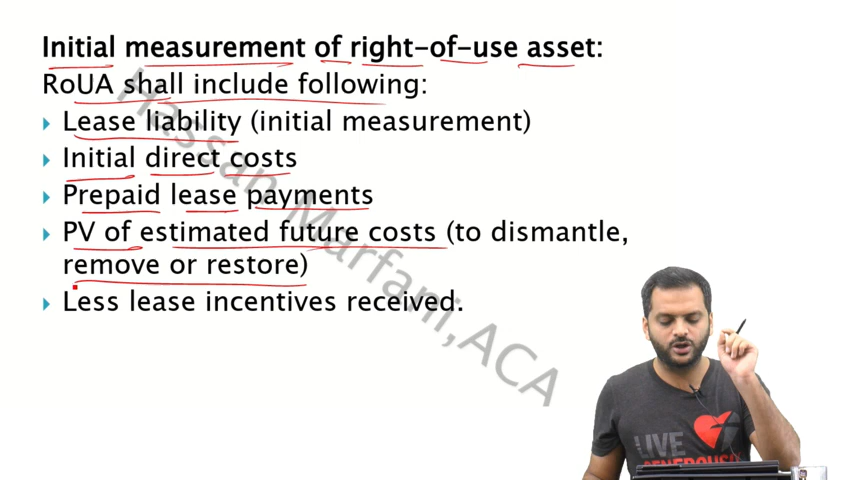 Initial measurement of right-of-use asset:
RoUA shall include following:
Lease liability (initial measurement)
Initial direct costs
Prepaid lease payments
PV of estimated future costs (to dismantle,
remove or restore)
Less lease incentives received.
Hassan Marfani,ACA
LIVE
GENEROUS